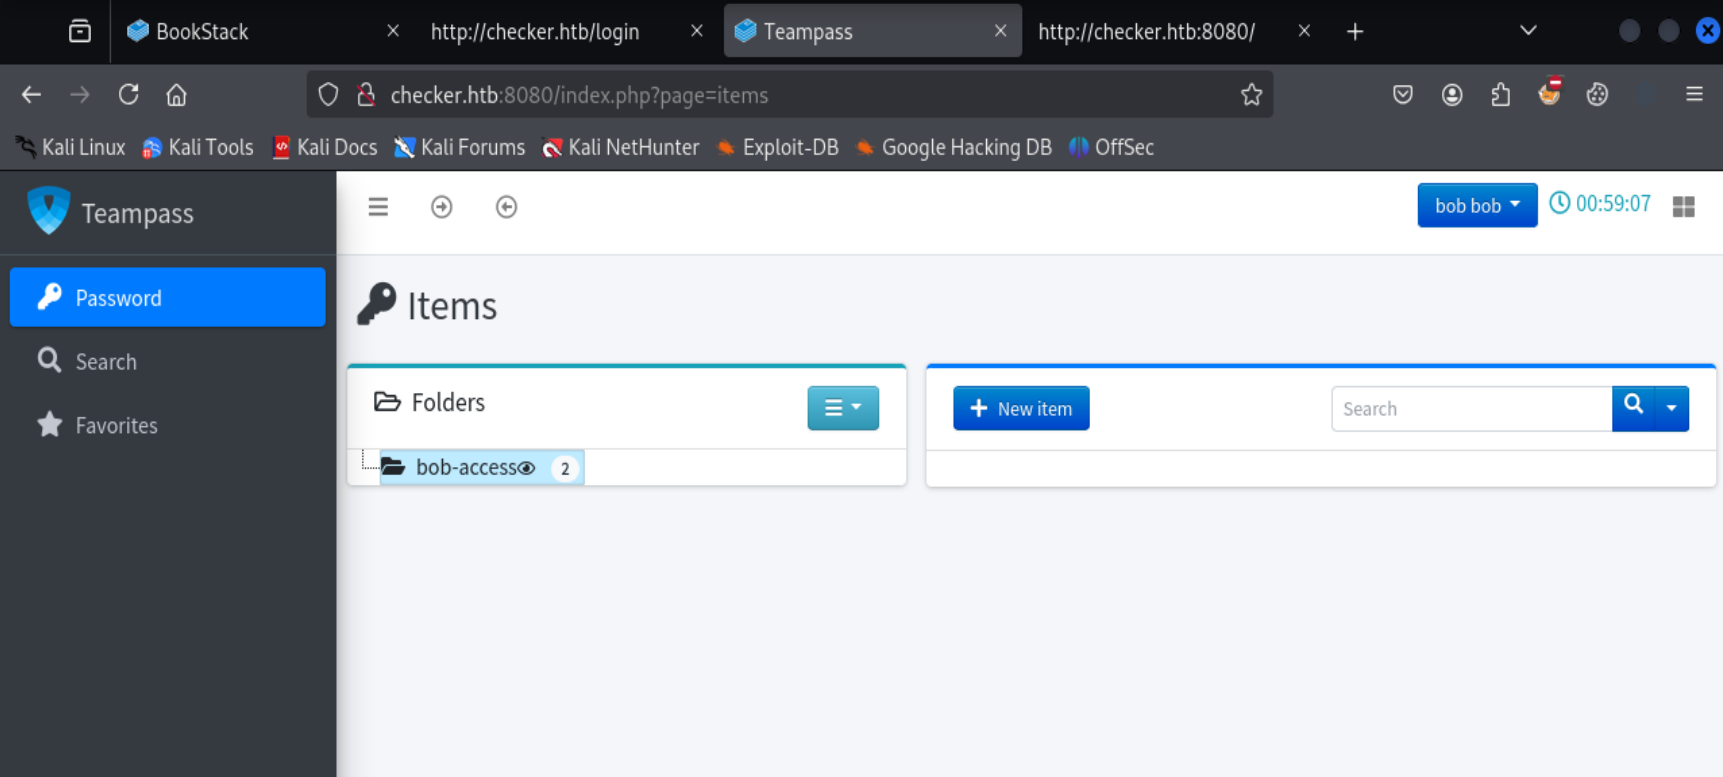 BookStack
http://checker.htb/login
Teampass
http://checker.htb:8080/
checker.htb:8080/index.php?page=items
Kali Linux Kali Tools Kali Docs Kali Forums Kali NetHunter Exploit-DB Google Hacking DB OffSec
Teampass
bob bob
00:59:07
Password
Search
Favorites
Items
Folders
bob-access 2
New item
Search